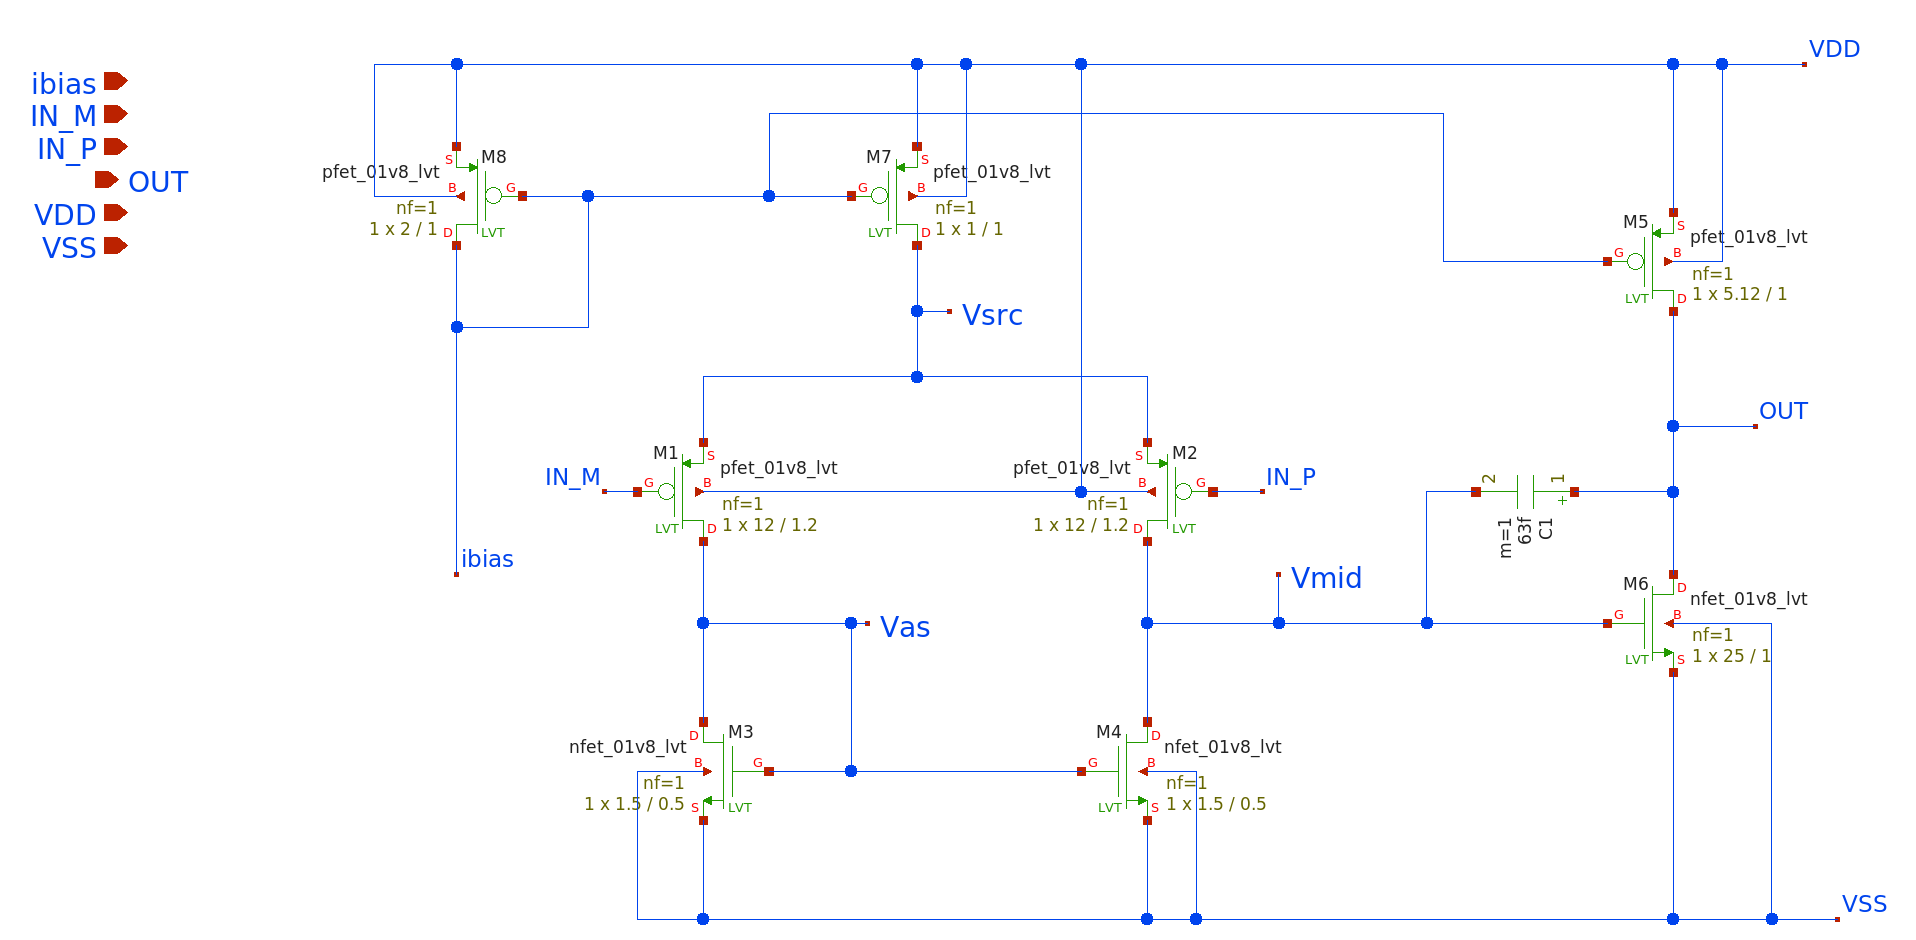 ibias
IN_M
IN_P
OUT
VDD
VSS
VDD
M8
pfet_01v8_lvt
S
B
G
D
nf=1
1 x 2 / 1
LVT
M7
pfet_01v8_lvt
S
G
B
D
nf=1
1 x 1 / 1
LVT
M5
pfet_01v8_lvt
S
G
B
D
nf=1
1 x 5.12 / 1
LVT
Vsrc
OUT
IN_M
M1
pfet_01v8_lvt
S
G
B
D
nf=1
1 x 12 / 1.2
LVT
M2
pfet_01v8_lvt
S
B
G
D
nf=1
1 x 12 / 1.2
LVT
IN_P
2
1
+
m=1
63f
C1
ibias
Vas
Vmid
M6
nfet_01v8_lvt
D
G
B
S
nf=1
1 x 25 / 1
LVT
M3
nfet_01v8_lvt
D
B
G
S
nf=1
1 x 1.5 / 0.5
LVT
M4
nfet_01v8_lvt
D
G
B
S
nf=1
1 x 1.5 / 0.5
LVT
VSS